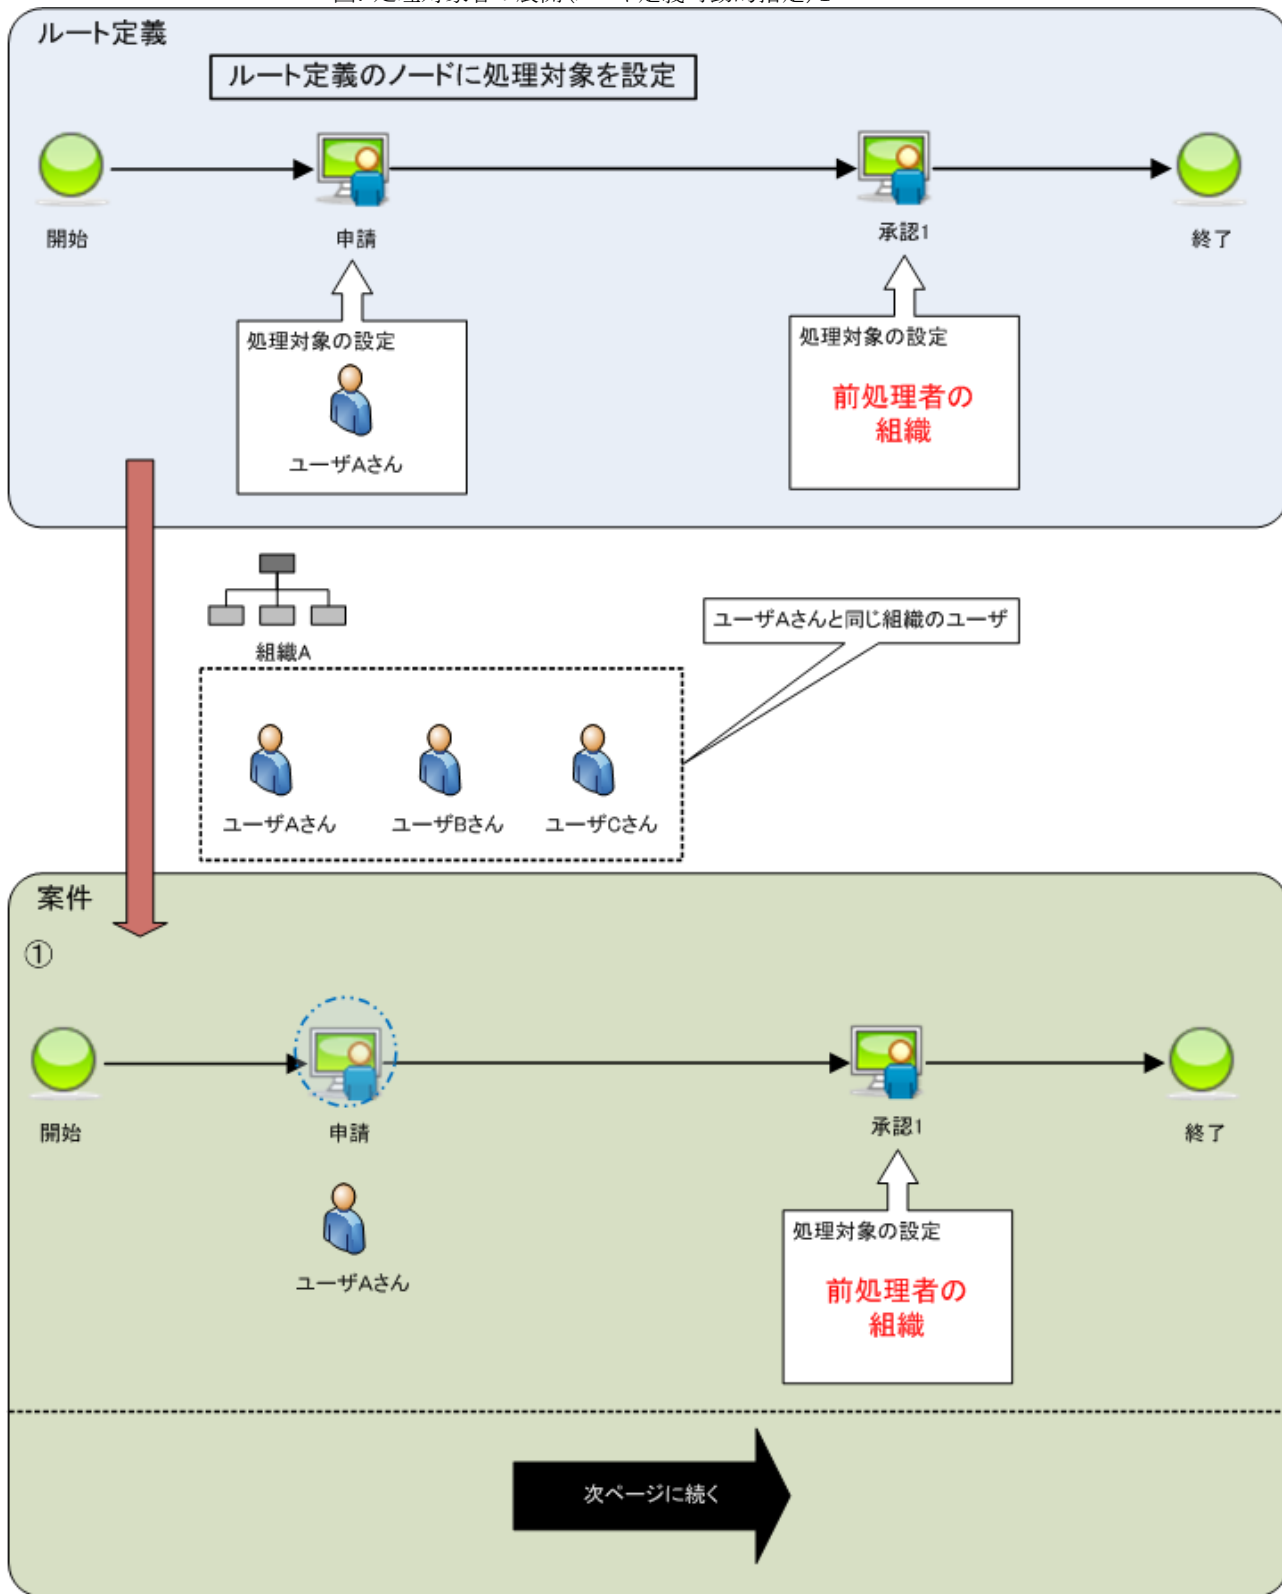 ルート定義
ルート定義のノードに処理対象を設定
開始
申請
承認1
終了
処理対象の設定
ユーザAさん
処理対象の設定
前処理者の
組織
組織A
ユーザAさんと同じ組織のユーザ
ユーザAさん
ユーザBさん
ユーザCさん
案件
①
開始
申請
承認1
終了
ユーザAさん
処理対象の設定
前処理者の
組織
次ページに続く